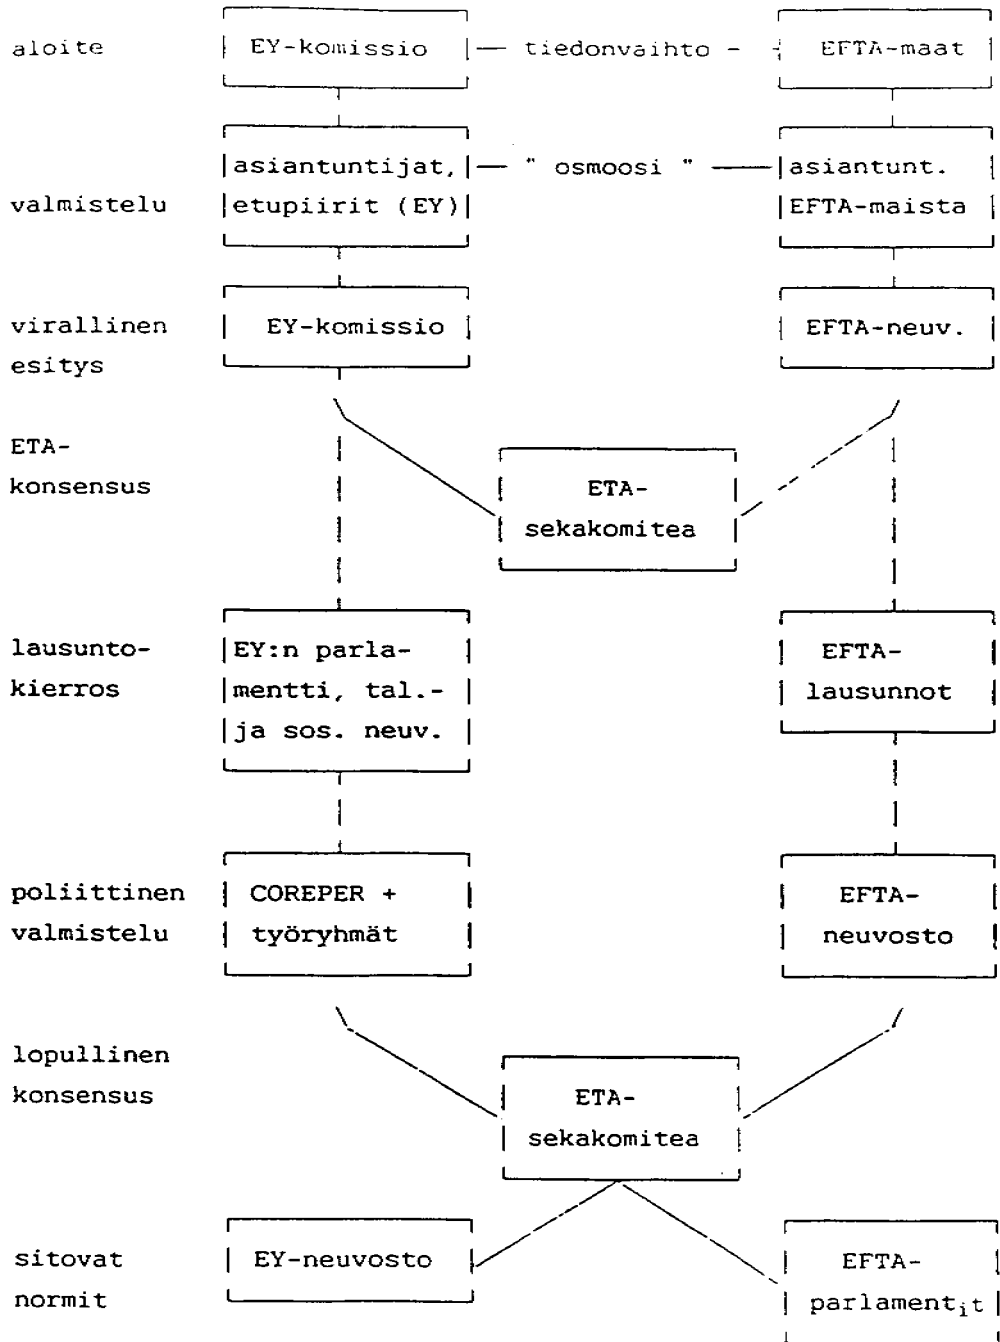 aloite EY-komissio — tiedonvaihto - - EFTA-maat
asiantuntijat, — " osmoosi " — asiantunt.
valmistelu etupiirit (EY) EFTA-maista
virallinen EY-komissio EFTA-neuv.
esitys
ETA-
konsensus ETA-
sekakomitea
lausunto- EY:n parla- EFTA-
kierros mentti, tal.- lausunnot
ja sos. neuv.
poliittinen COREPER + EFTA-
valmistelu työryhmät neuvosto
lopullinen
konsensus ETA-
sekakomitea
sitovat EY-neuvosto EFTA-
normit parlamentit